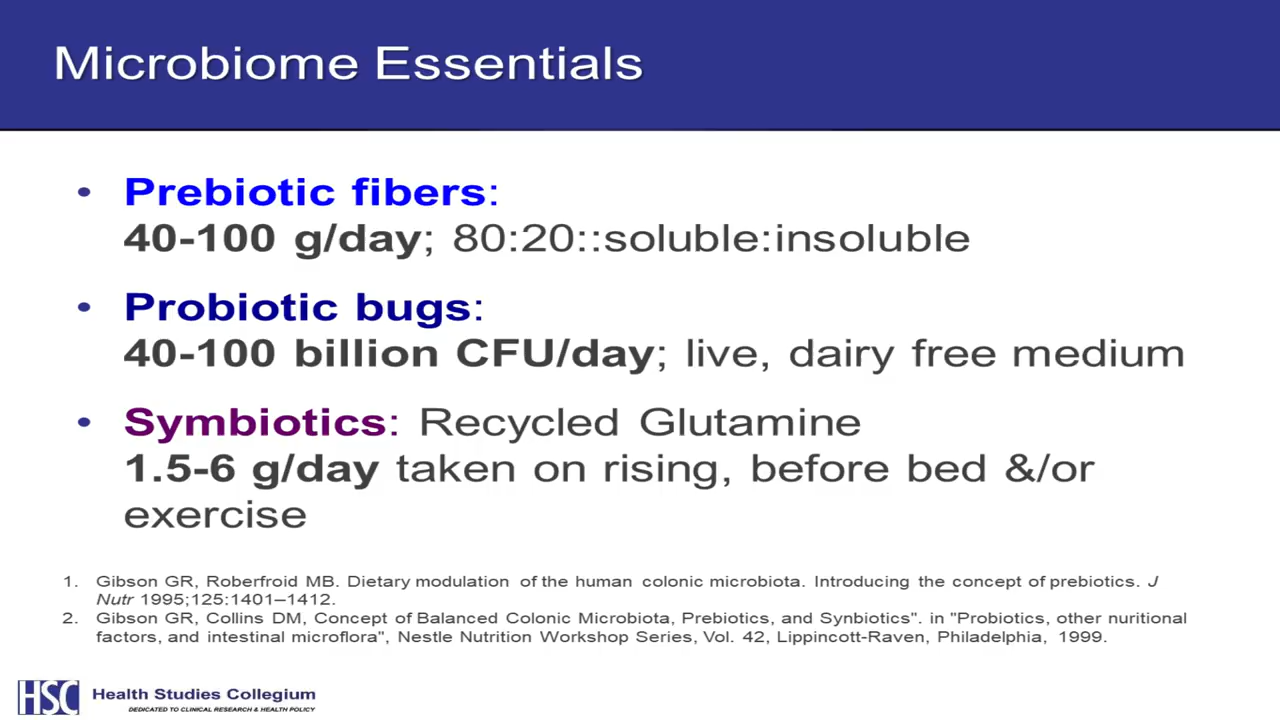 Microbiome Essentials
• Prebiotic fibers:
40-100 g/day; 80:20::soluble:insoluble
• Probiotic bugs:
40-100 billion CFU/day; live, dairy free medium
• Symbiotics: Recycled Glutamine
1.5-6 g/day taken on rising, before bed &/or
exercise
1. Gibson GR, Roberfroid MB. Dietary modulation of the human colonic microbiota. Introducing the concept of prebiotics. J
Nutr 1995;125:1401–1412.
2. Gibson GR, Collins DM, Concept of Balanced Colonic Microbiota, Prebiotics, and Synbiotics". in "Probiotics, other nuritional
factors, and intestinal microflora", Nestle Nutrition Workshop Series, Vol. 42, Lippincott-Raven, Philadelphia, 1999.
HSC Health Studies Collegium
DEDICATED TO CLINICAL RESEARCH & HEALTH POLICY